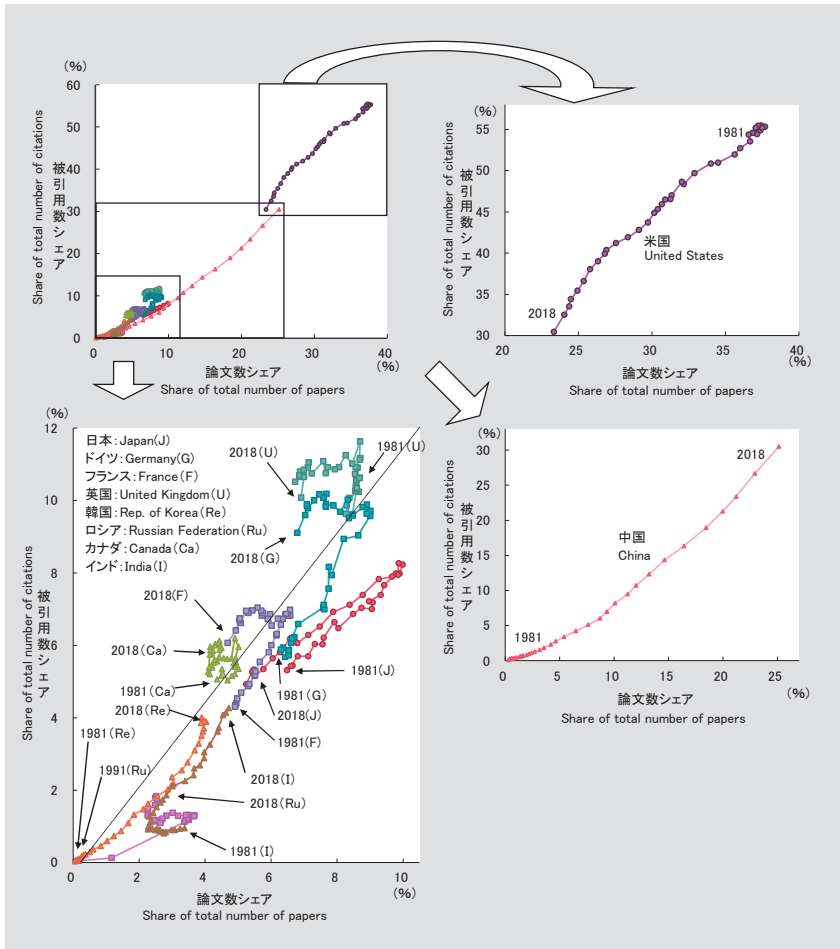 (%)
60
50
40
30
20
10
0
0
10
20
30
40
(%)
被引用数シェア
Share of total number of citations
論文数シェア
Share of total number of papers
(%)
55
50
45
40
35
30
20
25
30
35
40
(%)
1981
米国
United States
2018
被引用数シェア
Share of total number of citations
論文数シェア
Share of total number of papers
(%)
12
10
8
6
4
2
0
0
2
4
6
8
10
(%)
日本:Japan(J)
ドイツ:Germany(G)
フランス:France(F)
英国:United Kingdom(U)
韓国:Rep. of Korea(Re)
ロシア:Russian Federation(Ru)
カナダ:Canada(Ca)
インド:India(I)
2018(U)
1981(U)
2018(G)
2018(F)
2018(Ca)
1981(Ca)
2018(Re)
1981(Re)
1991(Ru)
1981(J)
1981(G)
2018(J)
1981(F)
2018(I)
2018(Ru)
1981(I)
被引用数シェア
Share of total number of citations
論文数シェア
Share of total number of papers
(%)
30
25
20
15
10
5
0
0
5
10
15
20
25
(%)
2018
中国
China
1981
被引用数シェア
Share of total number of citations
論文数シェア
Share of total number of papers